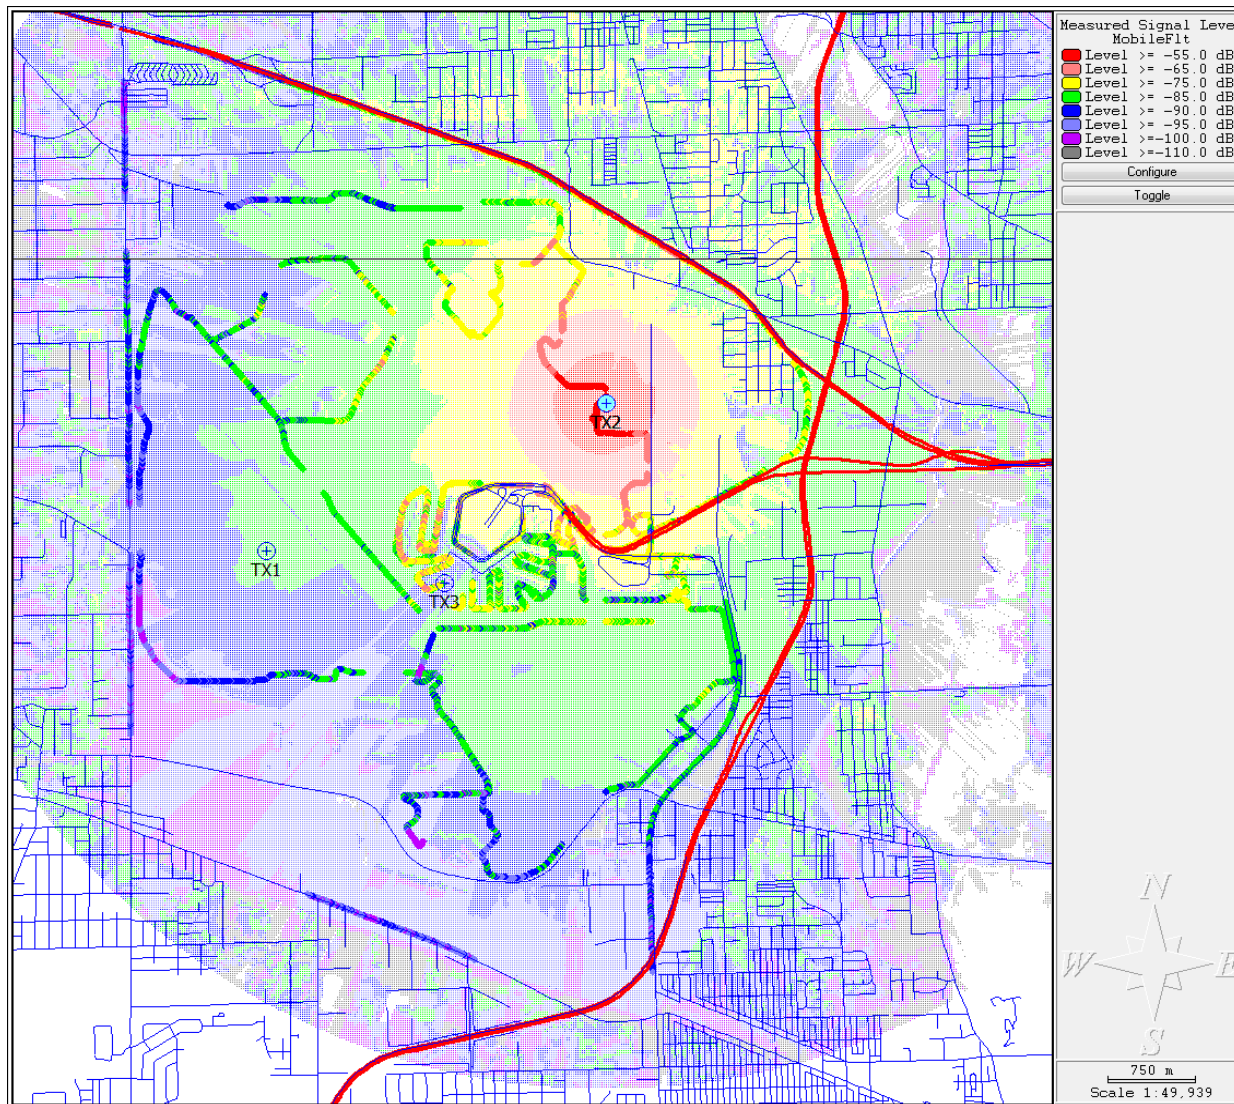 Measured Signal Leve
MobileFlt
Level >= -55.0 dB
Level >= -65.0 dB
Level >= -75.0 dB
Level >= -85.0 dB
Level >= -90.0 dB
Level >= -95.0 dB
Level >=-100.0 dB
Level >=-110.0 dB
Configure
Toggle
TX2
TX1
TX3
N
W E
S
750 m
Scale 1:49,939